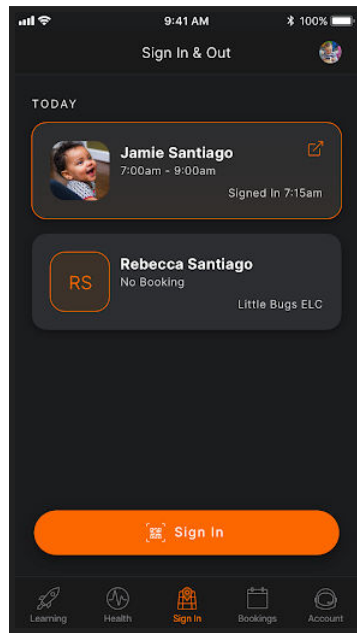 9:41 AM
100%
Sign In & Out
TODAY
Jamie Santiago
7:00am - 9:00am
Signed In 7:15am
RS
Rebecca Santiago
No Booking
Little Bugs ELC
Sign In
Learning
Health
Sign In
Bookings
Account